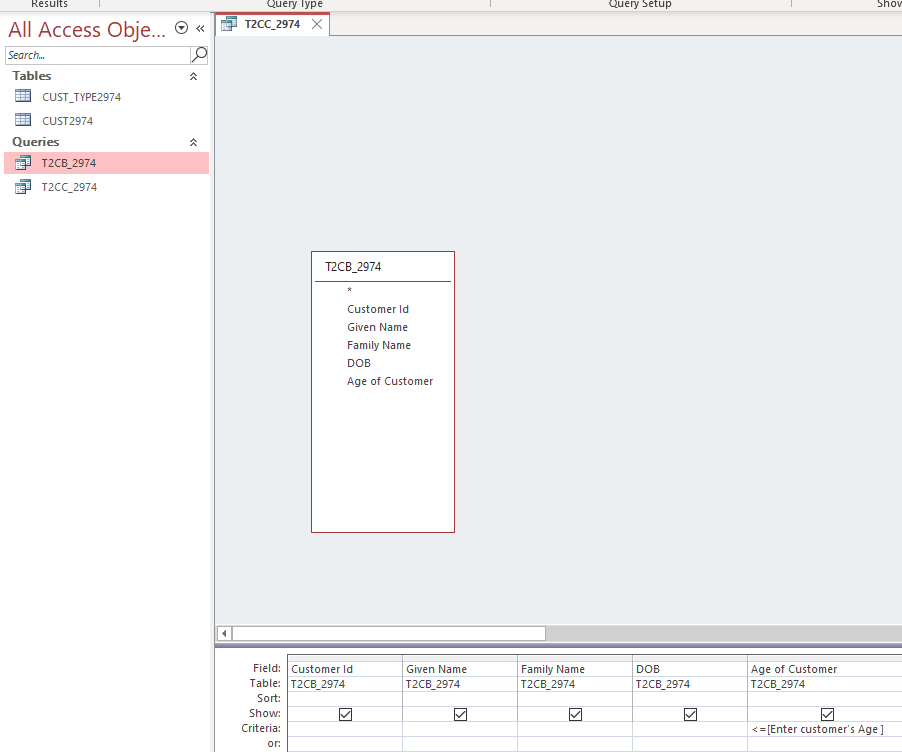 Results Query Type Query Setup Show
All Access Obje... «
T2CC_2974
Search...
Tables
CUST_TYPE2974
CUST2974
Queries
T2CB_2974
T2CC_2974
T2CB_2974
*
Customer Id
Given Name
Family Name
DOB
Age of Customer
Field: Customer Id Given Name Family Name DOB Age of Customer
Table: T2CB_2974 T2CB_2974 T2CB_2974 T2CB_2974 T2CB_2974
Sort:
Show:
Criteria: <=[Enter customer's Age ]
or: